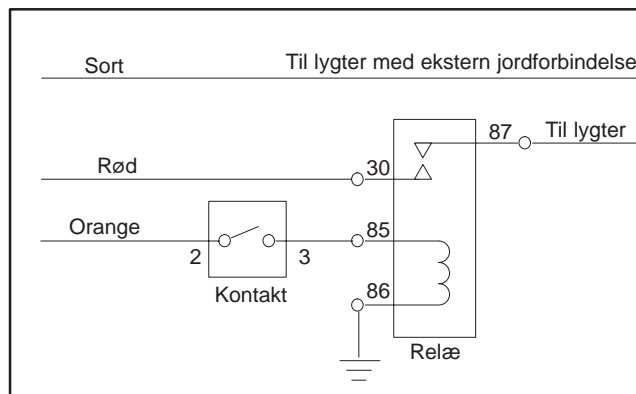 Sort
Til lygter med ekstern jordforbindelse
87
Til lygter
Rød
30
Orange
2
3
85
Kontakt
86
Relæ